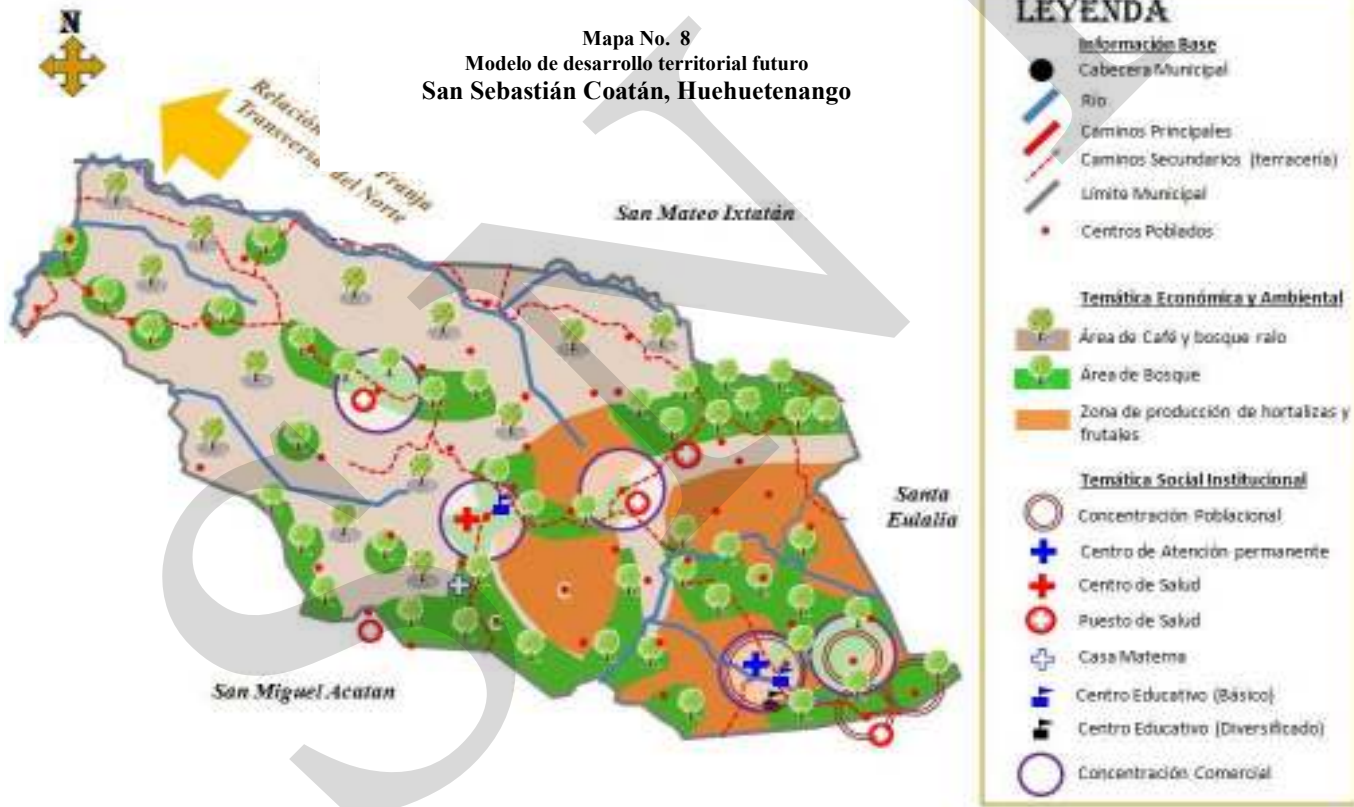 N
Mapa No. 8
Modelo de desatrollo territorial futuro
San Sebastián Coatán, Huehuetenango
Relación
Franja
Transversal
del Norte
San Mateo Ixtatán
Santa
Eulalia
San Miguel Acatan
C
C
LEYENDA
Información Base
Cabecera Municipal
Río
Caminos Principales
Caminos Secundarios (terracería)
Límite Municipal
Centros Poblados
Temática Económica y Ambiental
Área de Café y bosque ralo
Área de Bosque
Zona de producción de hortalizas y
frutales
Temática Social Institucional
Concentración Poblacional
Centro de Atención permanente
Centro de Salud
Puesto de Salud
Casa Materna
Centro Educativo (Básico)
Centro Educativo (Diversificado)
Concentración Comercial